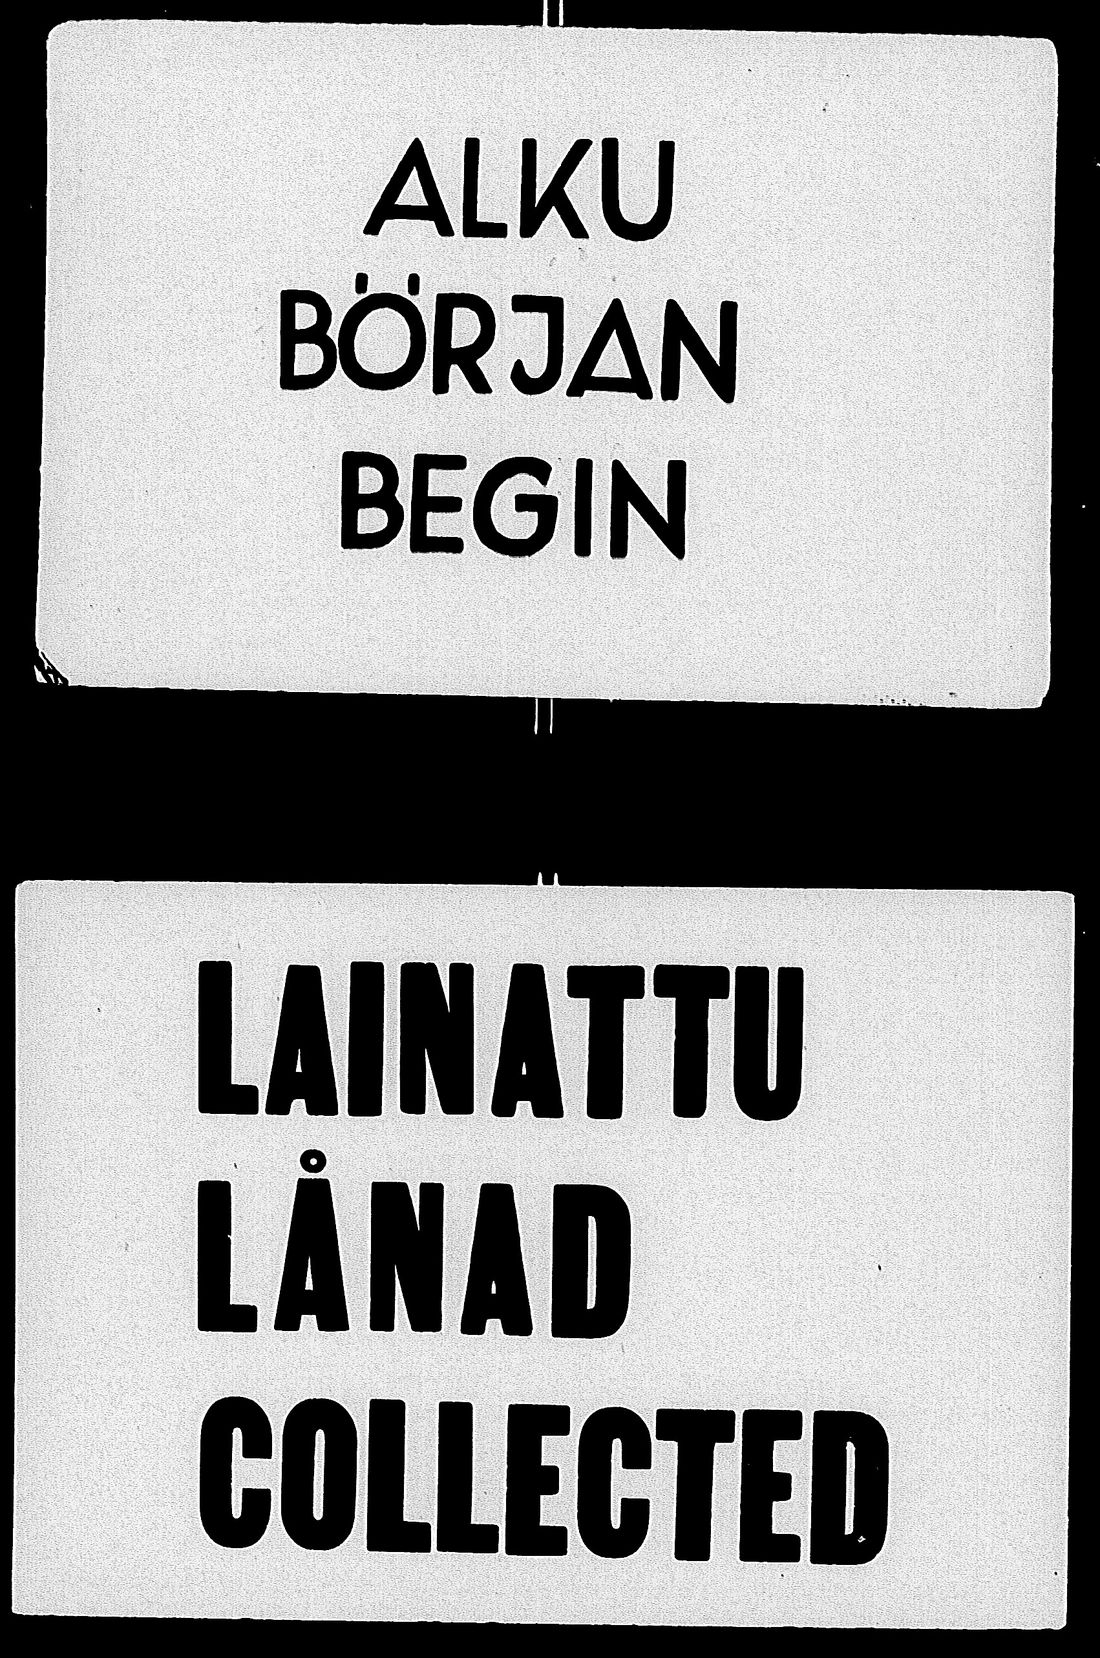 ALKU
BÖRJAN
BEGIN
LAINATTU
LÅNAD
COLLECTED